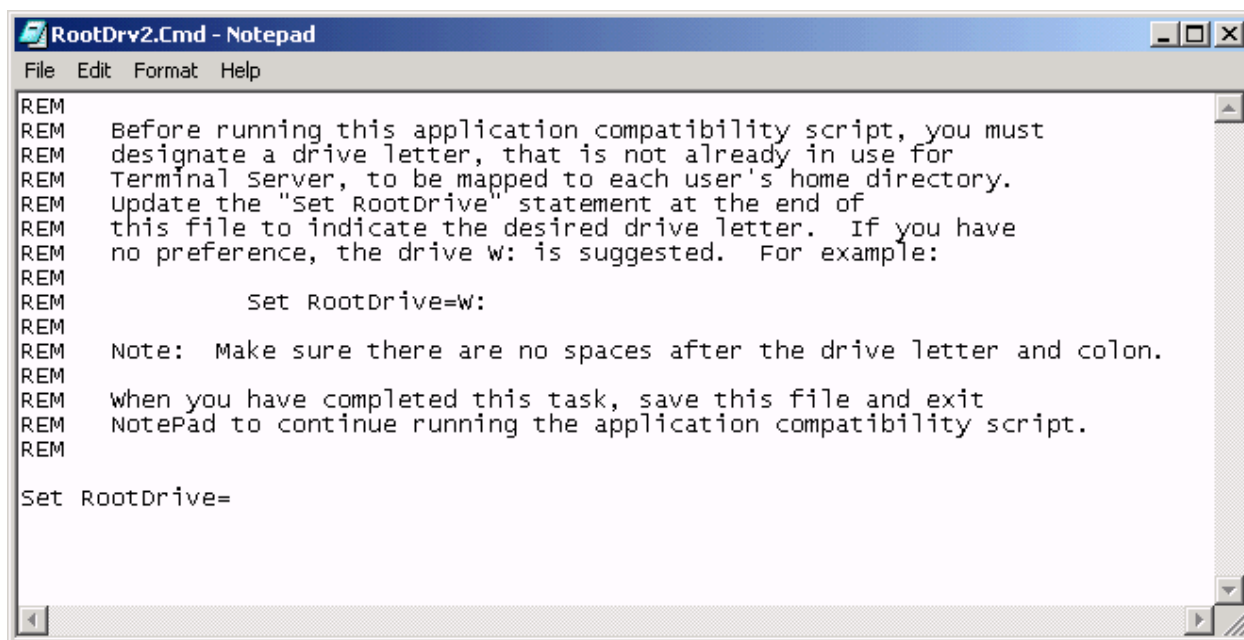 RootDrv2.Cmd - Notepad
File Edit Format Help
REM
REM Before running this application compatibility script, you must
REM designate a drive letter, that is not already in use for
REM Terminal Server, to be mapped to each user's home directory.
REM Update the "Set RootDrive" statement at the end of
REM this file to indicate the desired drive letter. If you have
REM no preference, the drive W: is suggested. For example:
REM
REM Set RootDrive=W:
REM
REM Note: Make sure there are no spaces after the drive letter and colon.
REM
REM When you have completed this task, save this file and exit
REM NotePad to continue running the application compatibility script.
REM
Set RootDrive=